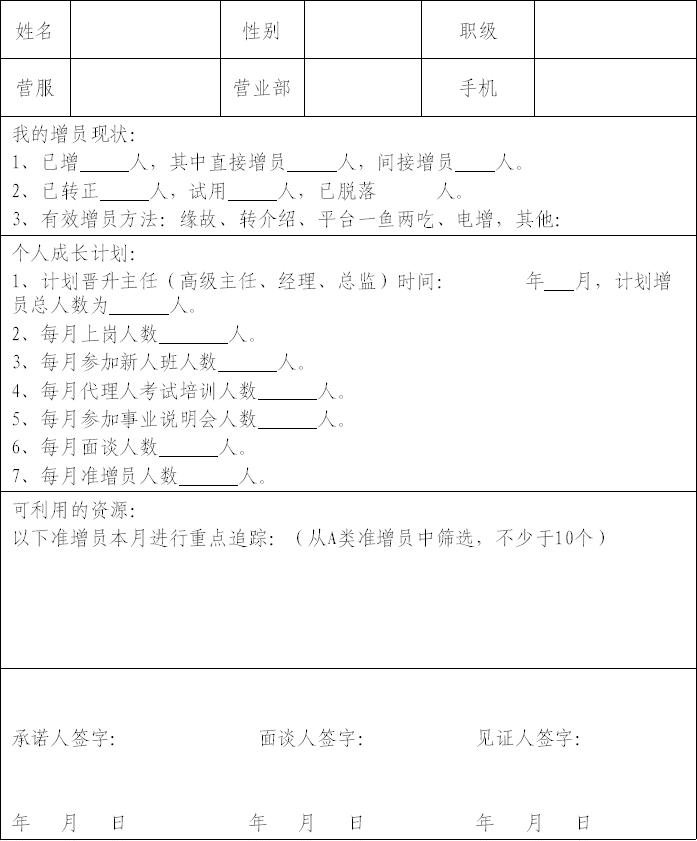 姓名 性别 职级
营服 营业部 手机
我的增员现状：
1、已增_____人，其中直接增员_____人，间接增员____人。
2、已转正_____人，试用_____人，已脱落      人。
3、有效增员方法：缘故、转介绍、平台一鱼两吃、电增，其他：
个人成长计划：
1、计划晋升主任（高级主任、经理、总监）时间：        年___月，计划增
员总人数为______人。
2、每月上岗人数_______人。
3、每月参加新人班人数______人。
4、每月代理人考试培训人数______人。
5、每月参加事业说明会人数______人。
6、每月面谈人数______人。
7、每月准增员人数______人。
可利用的资源：
以下准增员本月进行重点追踪：（从A类准增员中筛选，不少于10个）
承诺人签字： 面谈人签字： 见证人签字：
年 月 日 年 月 日 年 月 日